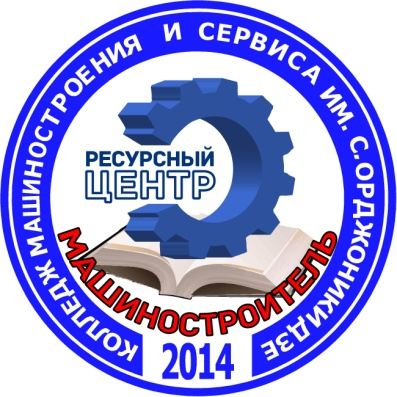 КОЛЛЕДЖ МАШИНОСТРОЕНИЯ И СЕРВИСА ИМ. С.ОРДЖОНИКИДЗЕ
РЕСУРСНЫЙ
ЦЕНТР
МАШИНОСТРОИТЕЛЬ
2014